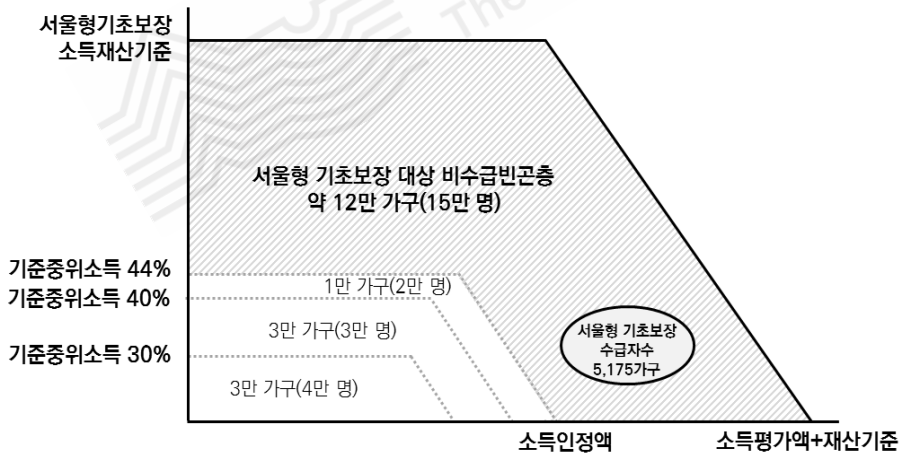 The
서울형기초보장
소득재산기준
서울형 기초보장 대상 비수급빈곤층
약 12만 가구(15만 명)
기준중위소득 44%
1만 가구(2만 명)
기준중위소득 40%
3만 가구(3만 명)
서울형 기초보장
수급자수
5,175가구
기준중위소득 30%
3만 가구(4만 명)
소득인정액
소득평가액+재산기준